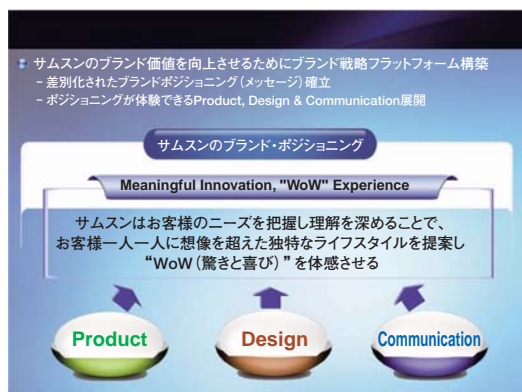 サムスンのブランド価値を向上させるためにブランド戦略フラットフォーム構築
－差別化されたブランドポジショニング（メッセージ）確立
－ポジショニングが体験できるProduct, Design & Communication展開
サムスンのブランド・ポジショニング
Meaningful Innovation, "WoW" Experience
サムスンはお客様のニーズを把握し理解を深めることで、
お客様一人一人に想像を超えた独特なライフスタイルを提案し
“WoW（驚きと喜び）”を体感させる
Product Design Communication